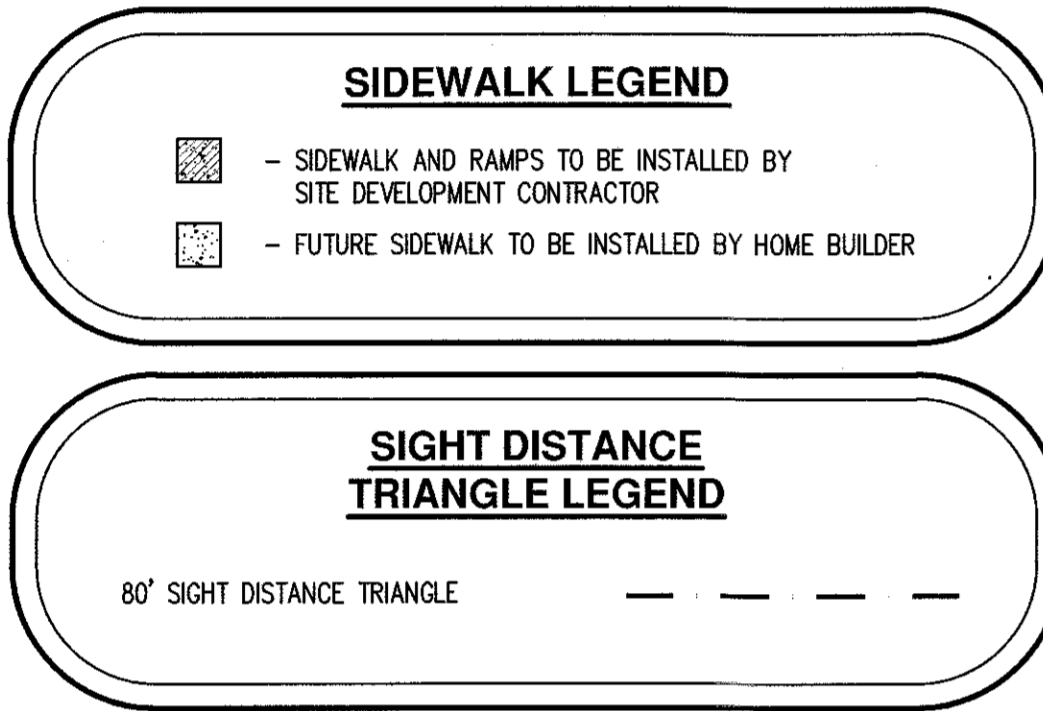 SIDEWALK LEGEND
– SIDEWALK AND RAMPS TO BE INSTALLED BY
SITE DEVELOPMENT CONTRACTOR
– FUTURE SIDEWALK TO BE INSTALLED BY HOME BUILDER
SIGHT DISTANCE
TRIANGLE LEGEND
80' SIGHT DISTANCE TRIANGLE